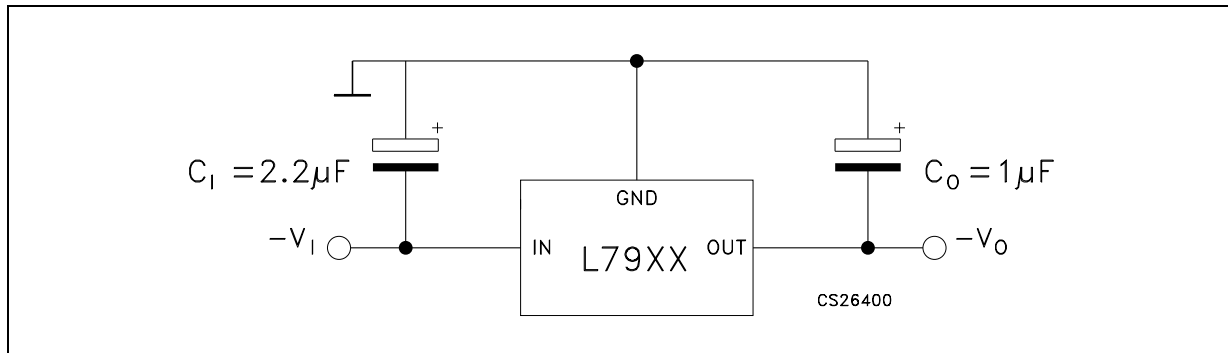 +
+
C_I = 2.2μF
C_O = 1μF
GND
-V_I
IN
L79XX
OUT
-V_O
CS26400